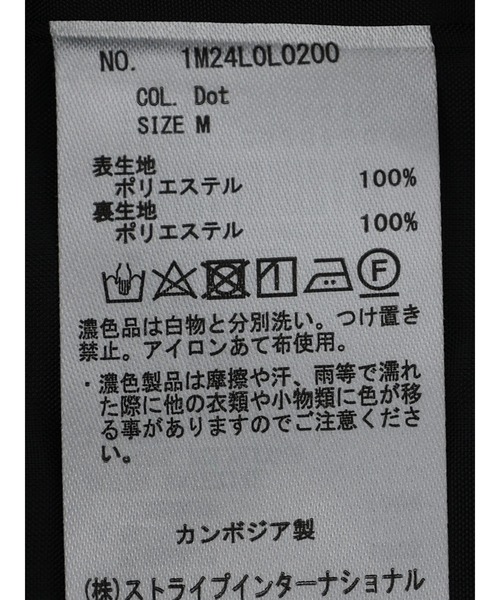 NO. 1M24L0L0200
COL. Dot
SIZE M
表生地
ポリエステル 100%
裏生地
ポリエステル 100%
F
濃色品は白物と分別洗い。つけ置き
禁止。アイロンあて布使用。
・濃色製品は摩擦や汗、雨等で濡れ
た際に他の衣類や小物類に色が移
る事がありますのでご注意くださ
い。
カンボジア製
(株)ストライプインターナショナル